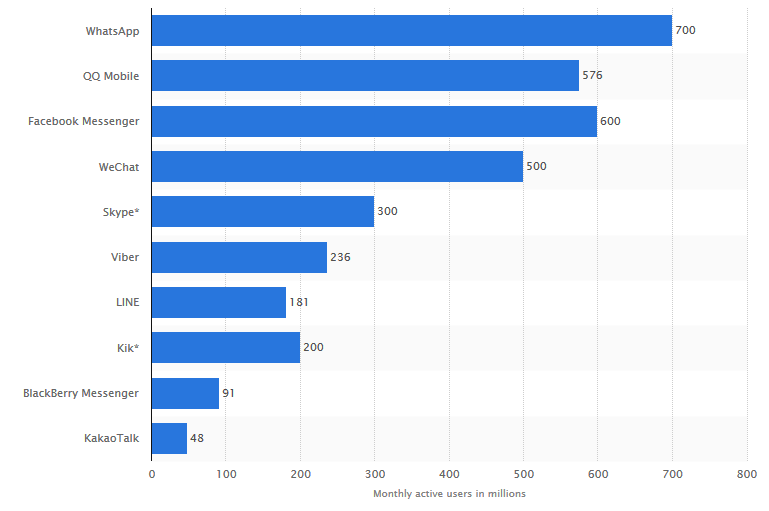 WhatsApp 700
QQ Mobile 576
Facebook Messenger 600
WeChat 500
Skype* 300
Viber 236
LINE 181
Kik* 200
BlackBerry Messenger 91
KakaoTalk 48
0 100 200 300 400 500 600 700 800
Monthly active users in millions